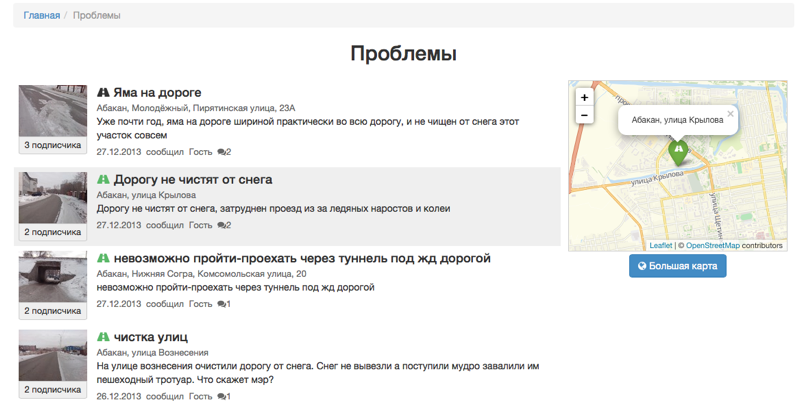 Главная / Проблемы
Проблемы
Яма на дороге
Абакан, Молодёжный, Пирятинская улица, 23А
Уже почти год, яма на дороге шириной практически во всю дорогу, и не чищен от снега этот
участок совсем
3 подписчика
27.12.2013 сообщил Гость 2
Дорогу не чистят от снега
Абакан, улица Крылова
Дорогу не чистят от снега, затруднен проезд из за ледяных наростов и колеи
2 подписчика
27.12.2013 сообщил Гость 2
невозможно пройти-проехать через туннель под жд дорогой
Абакан, Нижняя Согра, Комсомольская улица, 20
невозможно пройти-проехать через туннель под жд дорогой
27.12.2013 сообщил Гость 1
2 подписчика
чистка улиц
Абакан, улица Вознесения
На улице вознесения очистили дорогу от снега. Снег не вывезли а поступили мудро завалили им
пешеходный тротуар. Что скажет мэр?
2 подписчика
26.12.2013 сообщил Гость 1
+
−
Абакан, улица Крылова ×
улица Крылова
улица Щетин
Leaflet | © OpenStreetMap contributors
Большая карта